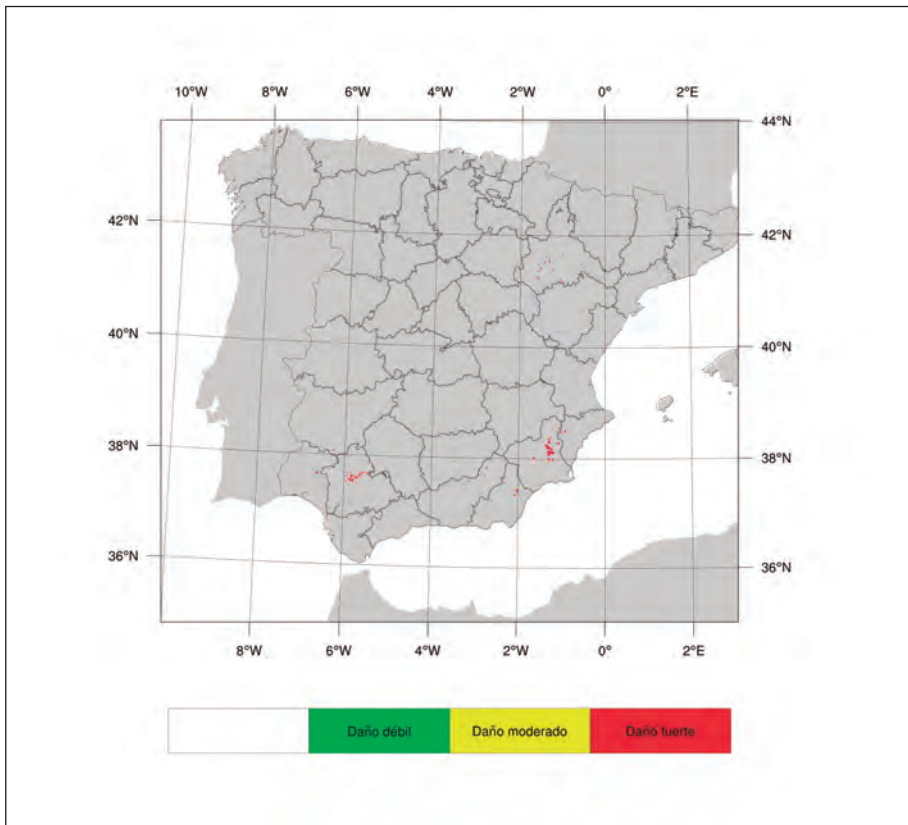 10°W 8°W 6°W 4°W 2°W 0° 2°E
44°N 44°N
42°N 42°N
40°N 40°N
38°N 38°N
36°N 36°N
8°W 6°W 4°W 2°W 0° 2°E
Daño débil Daño moderado Daño fuerte